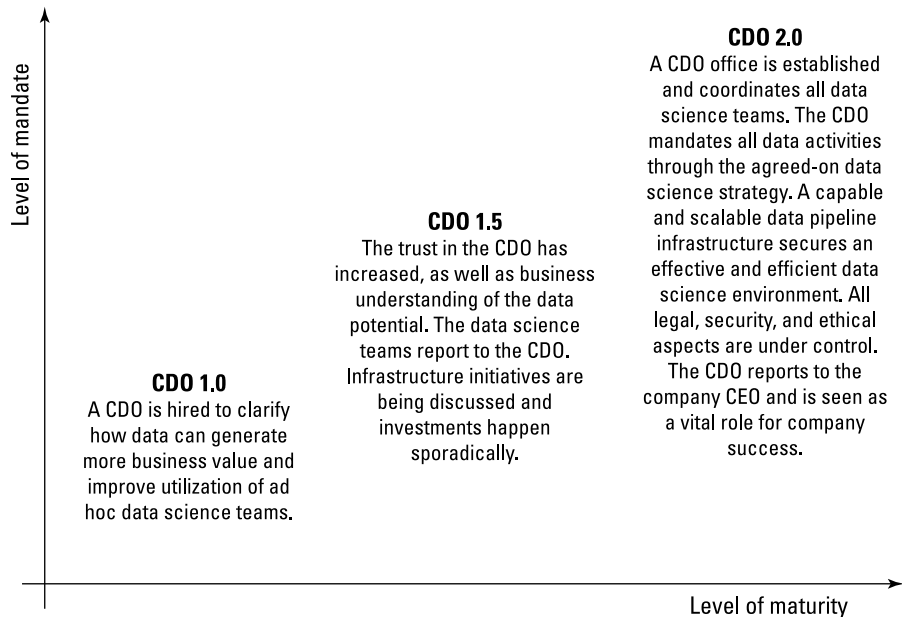 Level of mandate
CDO 2.0
A CDO office is established
and coordinates all data
science teams. The CDO
mandates all data activities
through the agreed-on data
science strategy. A capable
and scalable data pipeline
infrastructure secures an
effective and efficient data
science environment. All
legal, security, and ethical
aspects are under control.
The CDO reports to the
company CEO and is seen as
a vital role for company
success.
CDO 1.5
The trust in the CDO has
increased, as well as business
understanding of the data
potential. The data science
teams report to the CDO.
Infrastructure initiatives are
being discussed and
investments happen
sporadically.
CDO 1.0
A CDO is hired to clarify
how data can generate
more business value and
improve utilization of ad
hoc data science teams.
Level of maturity